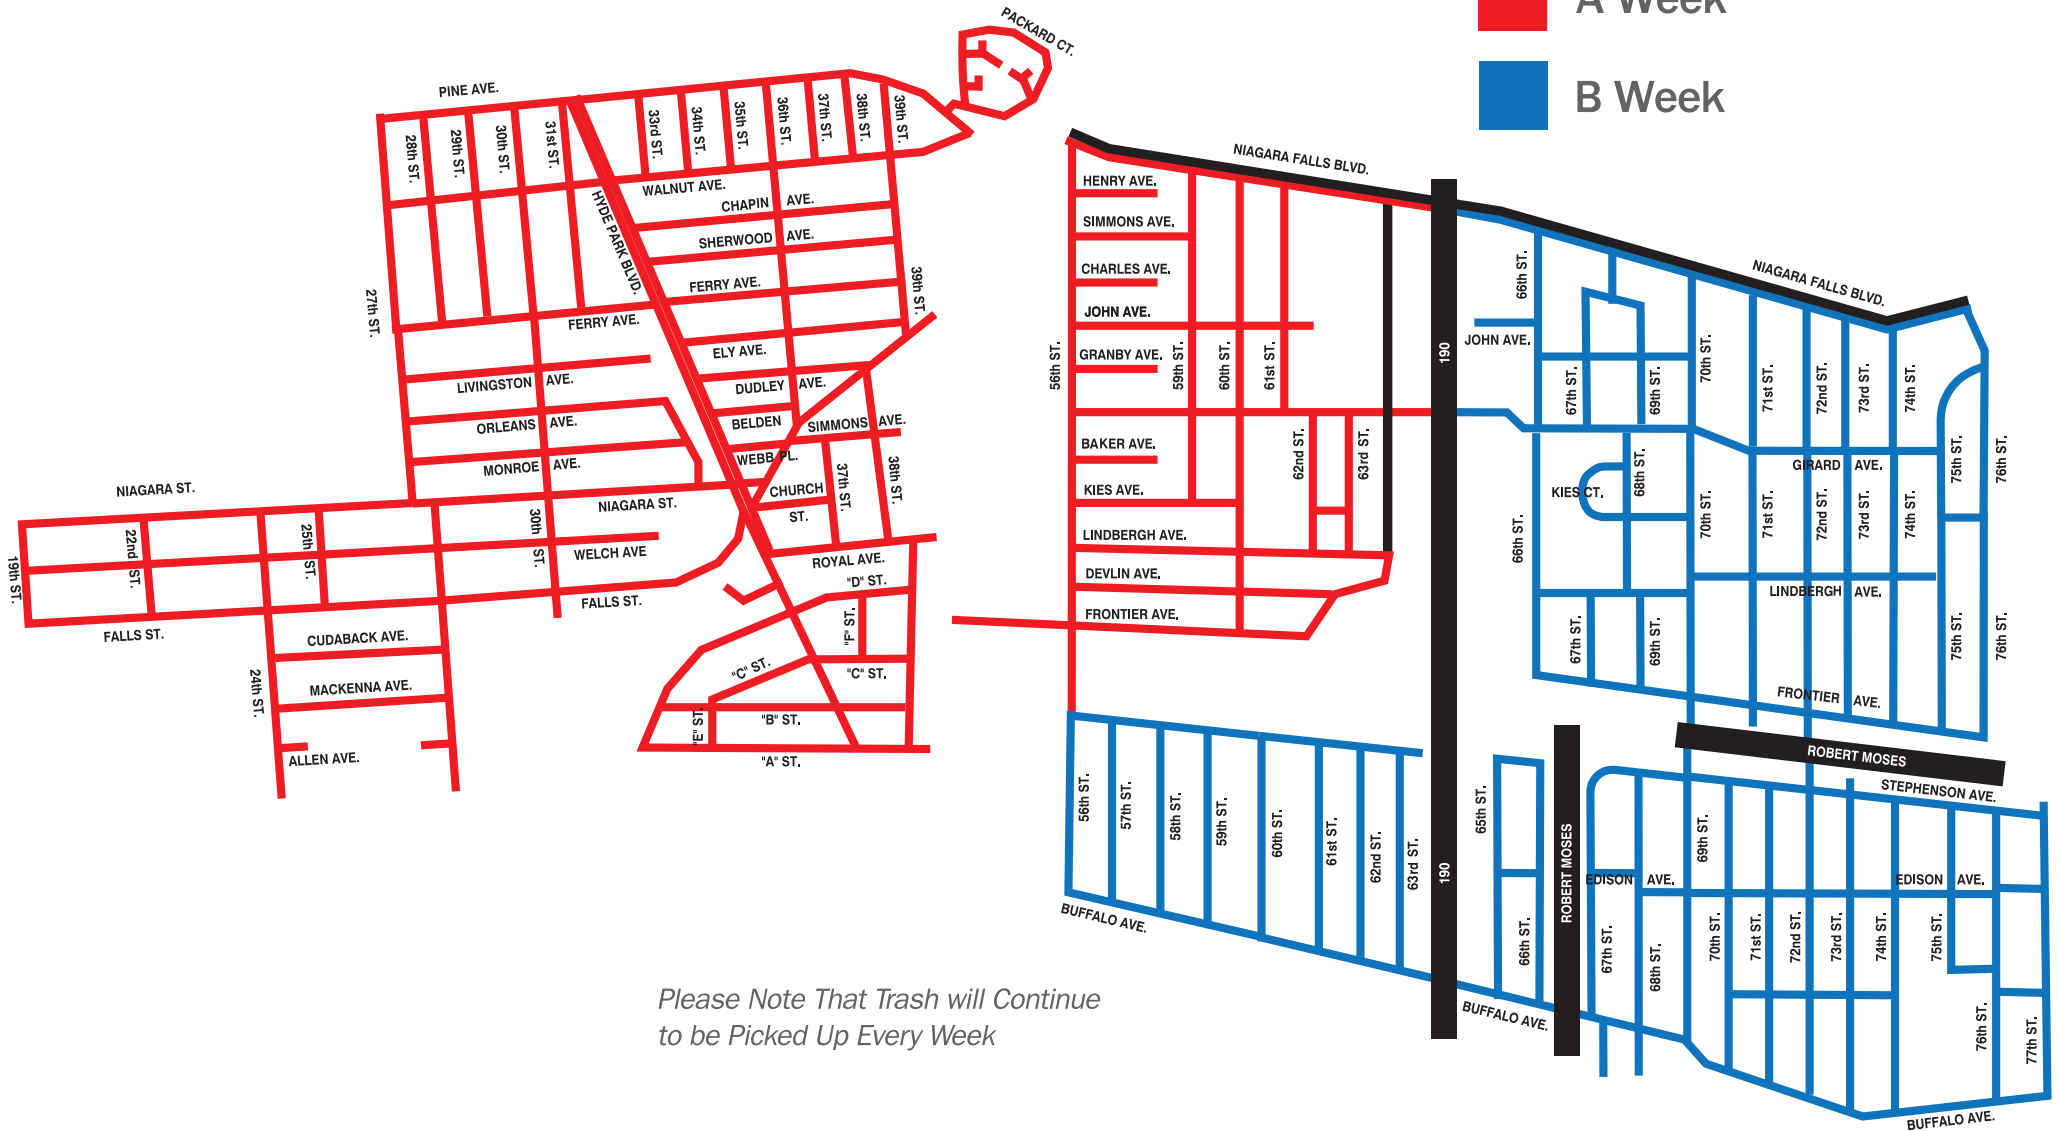 A Week
B Week
PACKARD CT.
PINE AVE.
28th ST.
29th ST.
30th ST.
31st ST.
33rd ST.
34th ST.
35th ST.
36th ST.
37th ST.
38th ST.
39th ST.
WALNUT AVE.
CHAPIN AVE.
SHERWOOD AVE.
FERRY AVE.
HYDE PARK BLVD.
39th ST.
27th ST.
FERRY AVE.
ELY AVE.
LIVINGSTON AVE.
DUDLEY AVE.
ORLEANS AVE.
BELDEN
SIMMONS AVE.
MONROE AVE.
WEBB PL.
37th ST.
38th ST.
NIAGARA ST.
NIAGARA ST.
CHURCH
ST.
19th ST.
22nd ST.
25th ST.
30th ST.
WELCH AVE
ROYAL AVE.
"D" ST.
FALLS ST.
FALLS ST.
CUDABACK AVE.
"F" ST.
24th ST.
MACKENNA AVE.
"C" ST.
"C" ST.
"E" ST.
"B" ST.
ALLEN AVE.
"A" ST.
NIAGARA FALLS BLVD.
HENRY AVE.
SIMMONS AVE.
CHARLES AVE.
JOHN AVE.
GRANBY AVE.
56th ST.
59th ST.
60th ST.
61st ST.
BAKER AVE.
62nd ST.
63rd ST.
KIES AVE.
LINDBERGH AVE.
DEVLIN AVE.
FRONTIER AVE.
190
NIAGARA FALLS BLVD.
66th ST.
JOHN AVE.
67th ST.
69th ST.
70th ST.
71st ST.
72nd ST.
73rd ST.
74th ST.
75th ST.
76th ST.
GIRARD AVE.
KIES CT.
68th ST.
66th ST.
70th ST.
71st ST.
72nd ST.
73rd ST.
74th ST.
LINDBERGH AVE.
67th ST.
69th ST.
75th ST.
76th ST.
FRONTIER AVE.
ROBERT MOSES
STEPHENSON AVE.
56th ST.
57th ST.
58th ST.
59th ST.
60th ST.
61st ST.
62nd ST.
63rd ST.
190
65th ST.
66th ST.
ROBERT MOSES
69th ST.
EDISON AVE.
EDISON AVE.
67th ST.
68th ST.
70th ST.
71st ST.
72nd ST.
73rd ST.
74th ST.
75th ST.
76th ST.
77th ST.
BUFFALO AVE.
BUFFALO AVE.
BUFFALO AVE.
Please Note That Trash will Continue
to be Picked Up Every Week